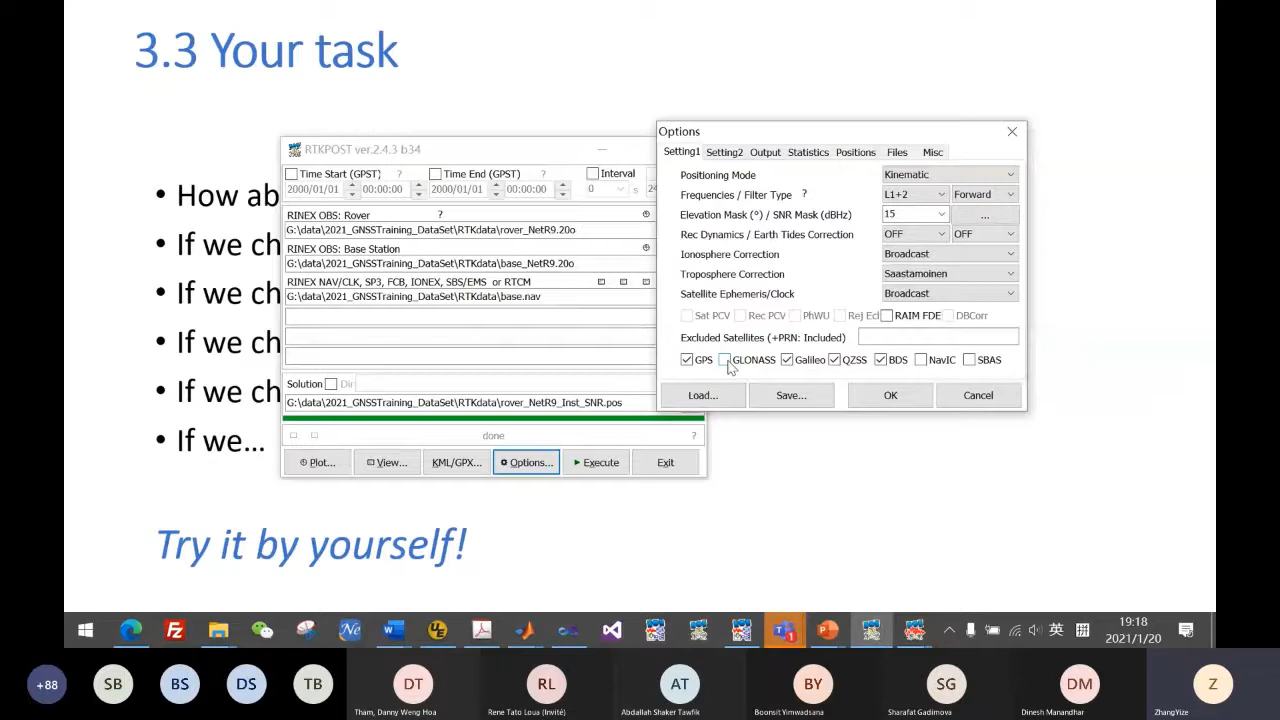 3.3 Your task
• How ab
• If we ch
• If we ch
• If we ch
• If we ch
• If we...
Try it by yourself!
RTKPOST ver.2.4.3 b34
Time Start (GPST) ? Time End (GPST) ? Interval
2000/01/01 00:00:00 2000/01/01 00:00:00 0 s 24
RINEX OBS: Rover ?
G:\data\2021_GNSSTraining_DataSet\RTKdata\rover_NetR9.20o
RINEX OBS: Base Station
G:\data\2021_GNSSTraining_DataSet\RTKdata\base_NetR9.20o
RINEX NAV/CLK, SP3, FCB, IONEX, SBS/EMS or RTCM
G:\data\2021_GNSSTraining_DataSet\RTKdata\base.nav
Solution Dir
G:\data\2021_GNSSTraining_DataSet\rover_NetR9_Inst_SNR.pos
done ?
Plot... View... KML/GPX... Options... Execute Exit
Options
Setting1 Setting2 Output Statistics Positions Files Misc
Positioning Mode Kinematic
Frequencies / Filter Type ? L1+2 Forward
Elevation Mask (°) / SNR Mask (dBHz) 15 ...
Rec Dynamics / Earth Tides Correction OFF OFF
Ionosphere Correction Broadcast
Troposphere Correction Saastamoinen
Satellite Ephemeris/Clock Broadcast
Sat PCV Rec PCV PhWU Rej Ecl RAIM FDE DBCorr
Excluded Satellites (+PRN: Included)
GPS GLONASS Galileo QZSS BDS NavIC SBAS
Load... Save... OK Cancel
英 19:18
2021/1/20
+88 SB BS DS TB DT RL AT BY SG DM Z
Tham, Danny Weng Hoa Rene Tato Loua (Invité) Abdallah Shaker Tawfik Boonsit Yimwadsana Sharafat Gadimova Dinesh Manandhar ZhangYize